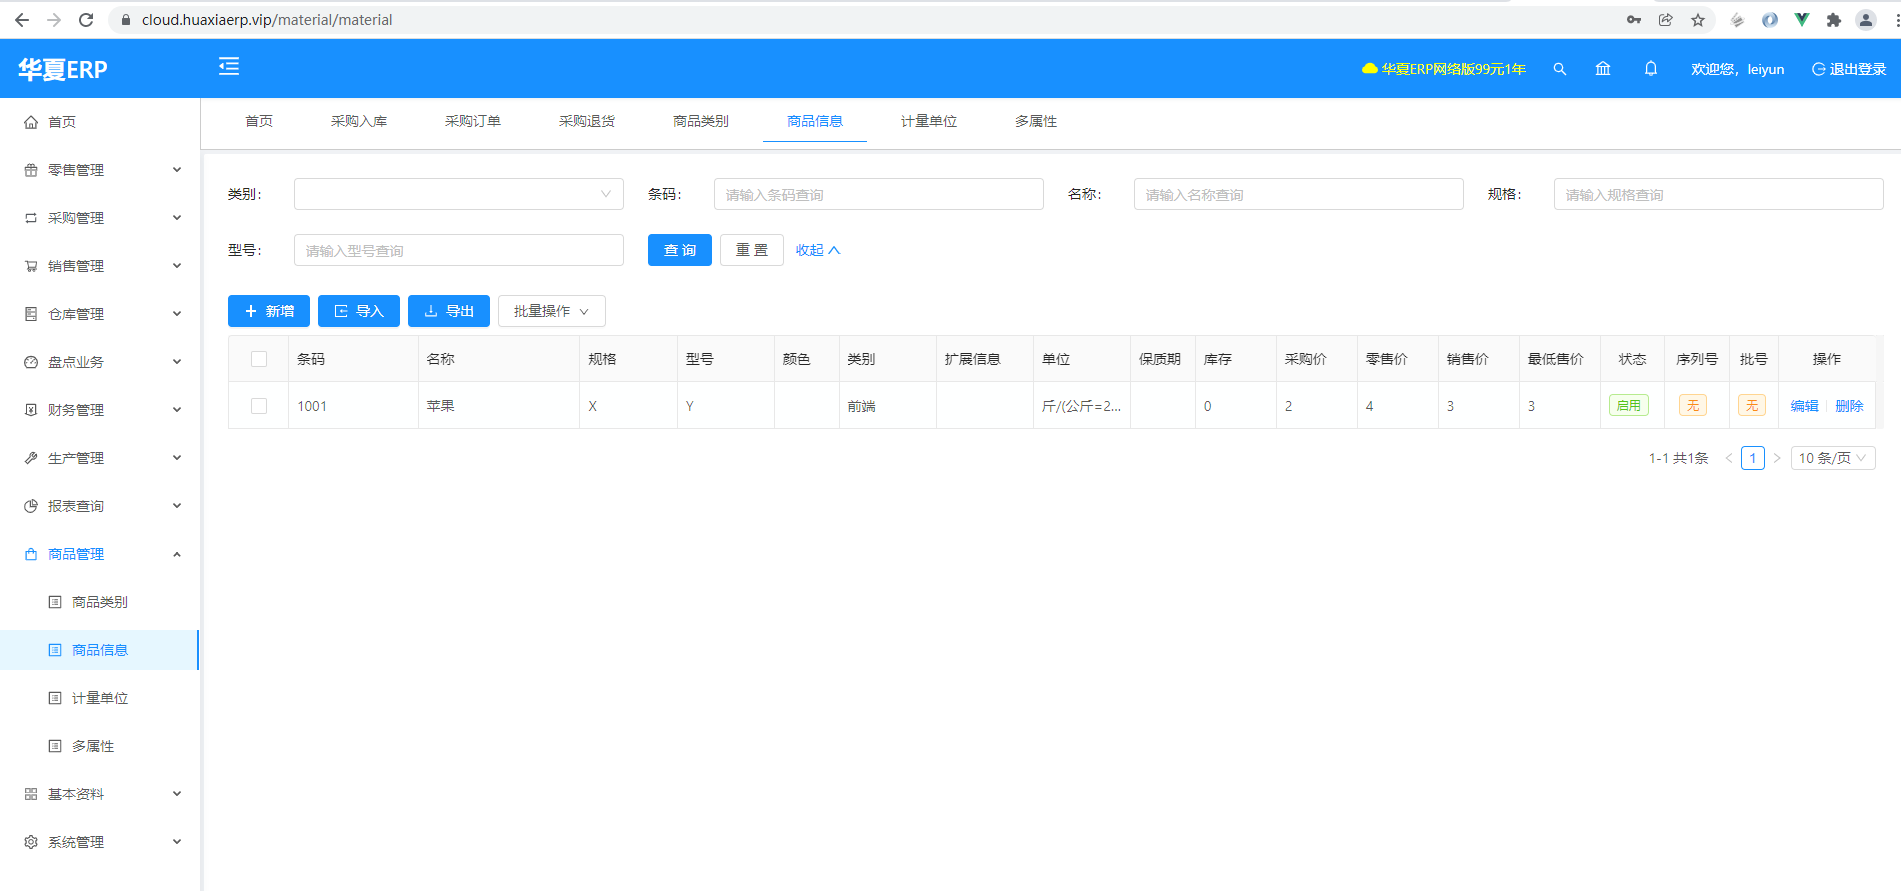 cloud.huaxiaerp.vip/material/material
华夏ERP
华夏ERP网络版99元1年
欢迎您，leiyun
退出登录
首页
零售管理
采购管理
销售管理
仓库管理
盘点业务
财务管理
生产管理
报表查询
商品管理
商品类别
商品信息
计量单位
多属性
基本资料
系统管理
首页 采购入库 采购订单 采购退货 商品类别 商品信息 计量单位 多属性
类别： 条码： 请输入条码查询 名称： 请输入名称查询 规格： 请输入规格查询
型号： 请输入型号查询 查 询 重 置 收起
新增 导入 导出 批量操作
条码 名称 规格 型号 颜色 类别 扩展信息 单位 保质期 库存 采购价 零售价 销售价 最低售价 状态 序列号 批号 操作
1001 苹果 X Y 前端 斤/(公斤=2... 0 2 4 3 3 启用 无 无 编辑 删除
1-1 共1条 < 1 > 10 条/页